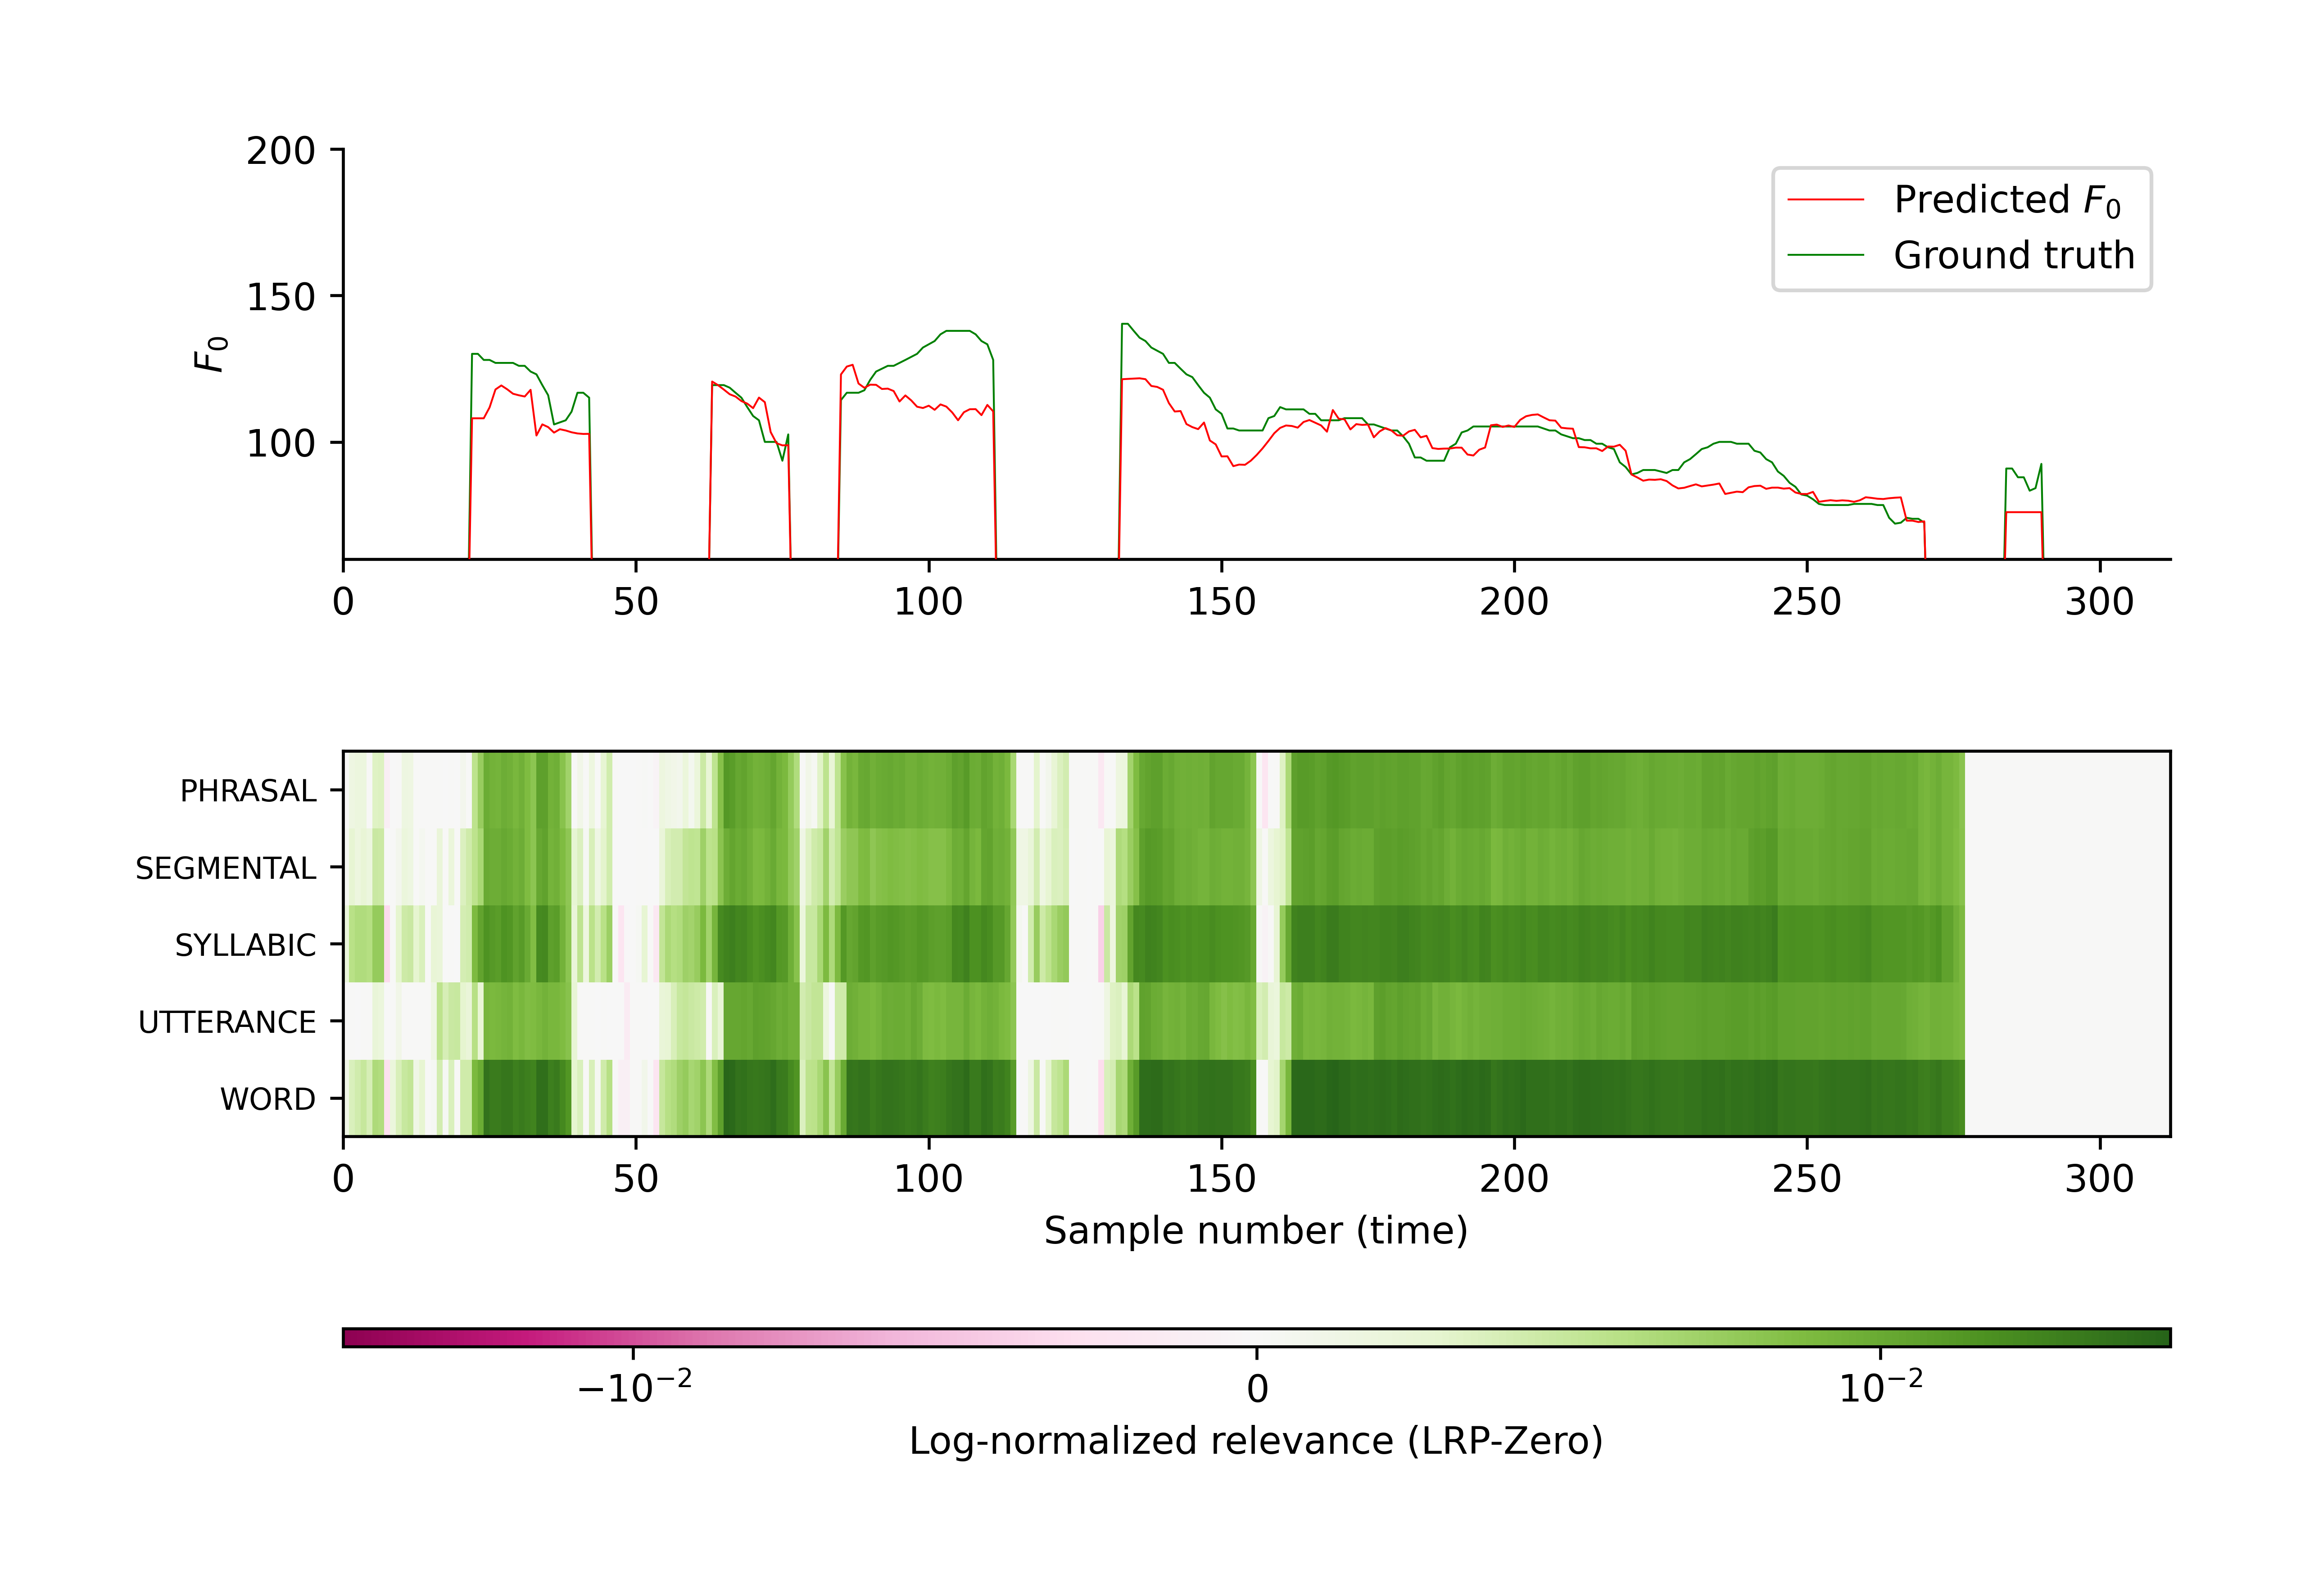 200
150
100
F₀
Predicted F₀
Ground truth
0 50 100 150 200 250 300
PHRASAL
SEGMENTAL
SYLLABIC
UTTERANCE
WORD
0 50 100 150 200 250 300
Sample number (time)
−10⁻² 0 10⁻²
Log-normalized relevance (LRP-Zero)